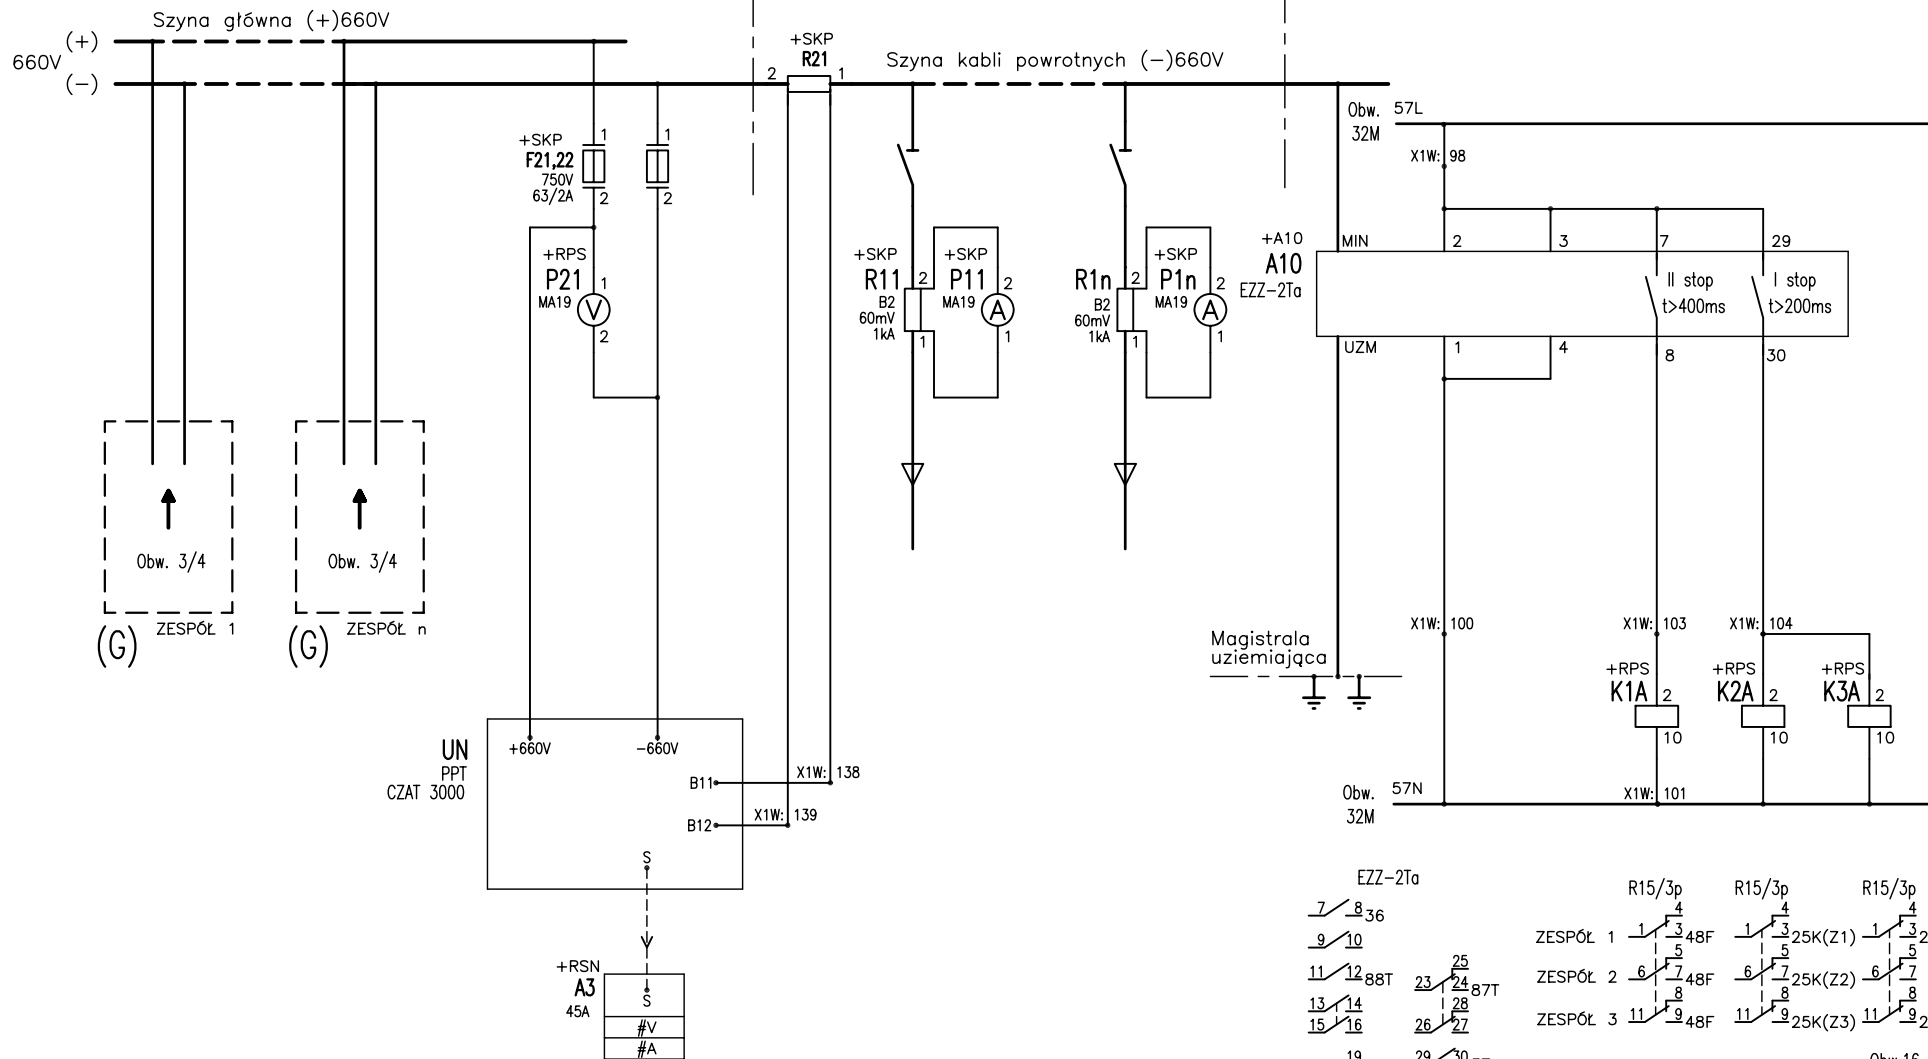 Szyna główna (+)660V
(+)
660V
(-)
+SKP
R21
2
1
Szyna kabli powrotnych (-)660V
Obw. 57L
32M
X1W: 98
+SKP
F21,22
750V
63/2A
1
2
1
2
+RPS
P21
MA19
1
V
2
+SKP
R11
B2
60mV
1kA
2
1
+SKP
P11
MA19
2
A
1
R1n
B2
60mV
1kA
2
1
+SKP
P1n
MA19
2
A
1
+A10
A10
EZZ-2Ta
MIN
2
3
7
29
II stop
t>400ms
I stop
t>200ms
UZM
1
4
8
30
Obw. 3/4
Obw. 3/4
(G)
ZESPÓŁ 1
(G)
ZESPÓŁ n
Magistrala
uziemiająca
X1W: 100
X1W: 103
X1W: 104
+RPS
K1A
2
10
+RPS
K2A
2
10
+RPS
K3A
2
10
X1W: 101
Obw. 57N
32M
UN
PPT
CZAT 3000
+660V
-660V
B11
X1W: 138
B12
X1W: 139
S
+RSN
A3
45A
S
#V
#A
EZZ-2Ta
7 8 36
9 10
11 12 88T
13 14
15 16
19
25
23 24 87T
28
26 27
29 30
R15/3p
R15/3p
R15/3p
ZESPÓŁ 1
4
1 3 48F
4
1 3 25K(Z1)
4
1 3 2
ZESPÓŁ 2
5
6 7 48F
5
6 7 25K(Z2)
5
6 7
ZESPÓŁ 3
8
11 9 48F
8
11 9 25K(Z3)
8
11 9 2
Obw.16